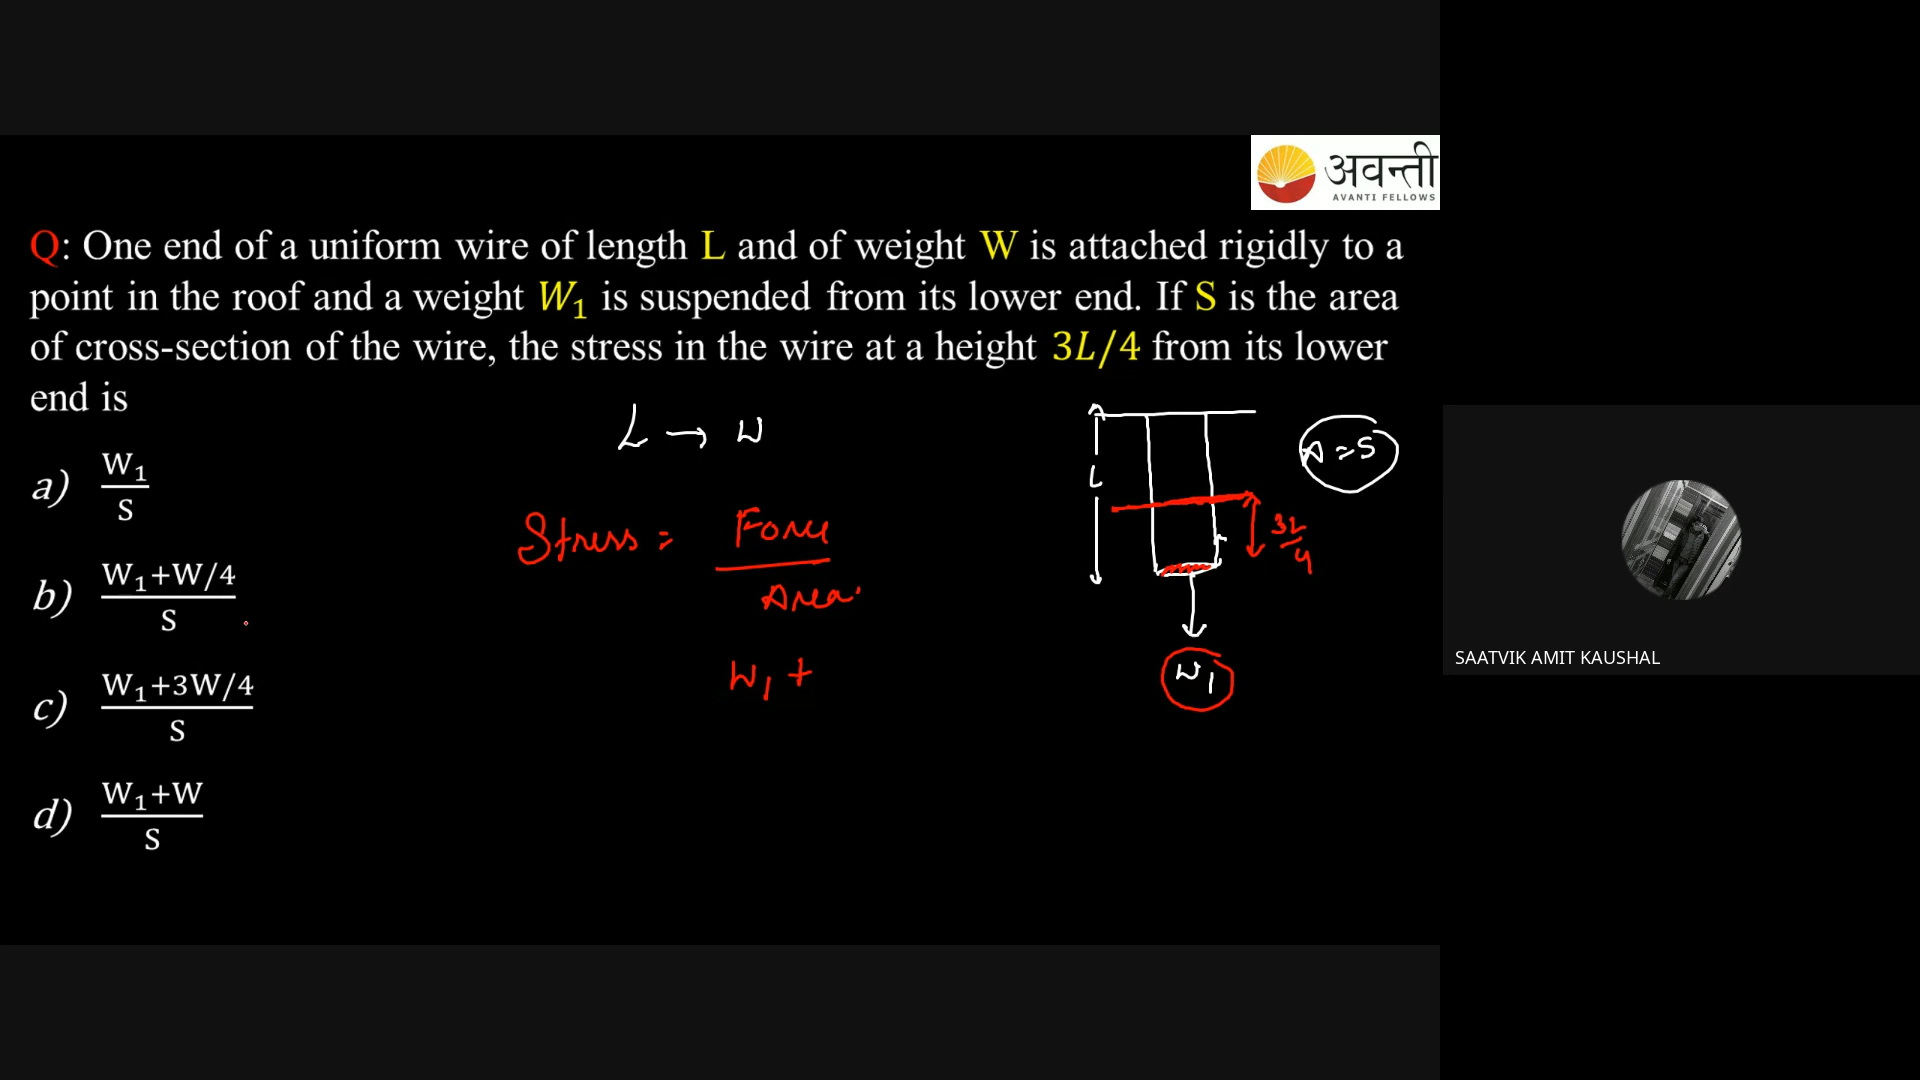 अवन्ती
AVANTI FELLOWS
Q: One end of a uniform wire of length L and of weight W is attached rigidly to a
point in the roof and a weight W₁ is suspended from its lower end. If S is the area
of cross-section of the wire, the stress in the wire at a height 3L/4 from its lower
end is
a) W₁/S
b) (W₁+W/4)/S
c) (W₁+3W/4)/S
d) (W₁+W)/S
L → W
Stress = Force/Area
W₁ +
L
A = S
3L/4
W₁
SAATVIK AMIT KAUSHAL